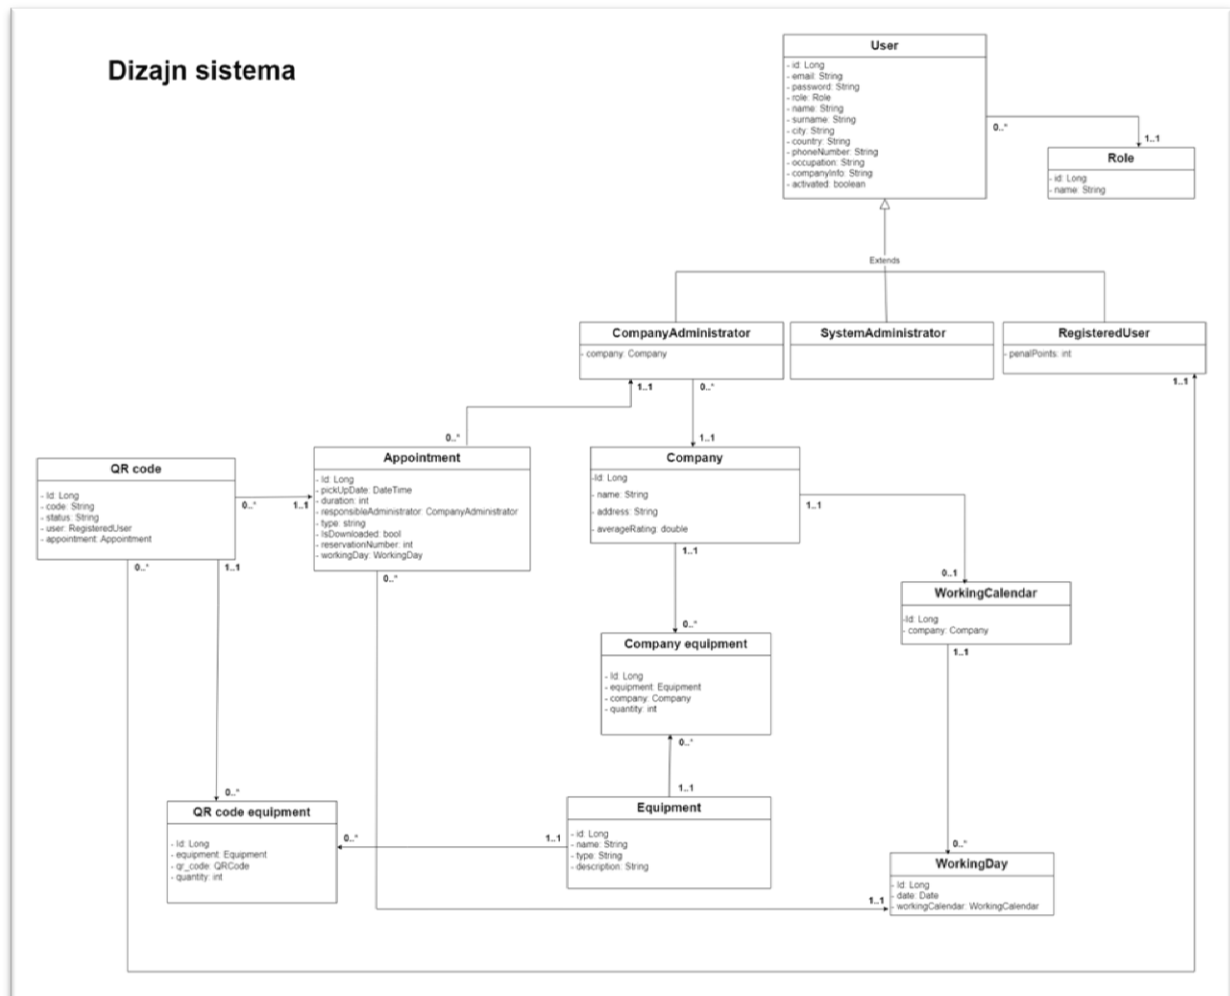 Dizajn sistema
User
- id: Long
- email: String
- password: String
- role: Role
- name: String
- surname: String
- city: String
- country: String
- phoneNumber: String
- occupation: String
- companyInfo: String
- activated: boolean
0..*
1..1
Role
- id: Long
- name: String
Extends
CompanyAdministrator
- company: Company
SystemAdministrator
RegisteredUser
- penalPoints: int
1..1
0..*
1..1
0..*
1..1
QR code
- Id: Long
- code: String
- status: String
- user: RegisteredUser
- appointment: Appointment
0..*
1..1
Appointment
- Id: Long
- pickUpDate: DateTime
- duration: int
- responsibleAdministrator: CompanyAdministrator
- type: string
- IsDownloaded: bool
- reservationNumber: int
- workingDay: WorkingDay
Company
-Id: Long
- name: String
- address: String
- averageRating: double
1..1
0..*
1..1
0..*
1..1
0..1
WorkingCalendar
-Id: Long
- company: Company
1..1
0..*
Company equipment
- Id: Long
- equipment: Equipment
- company: Company
- quantity: int
0..*
1..1
0..*
QR code equipment
- Id: Long
- equipment: Equipment
- qr_code: QRCode
- quantity: int
0..*
1..1
Equipment
- id: Long
- name: String
- type: String
- description: String
0..*
WorkingDay
- Id: Long
- date: Date
- workingCalendar: WorkingCalendar
1..1